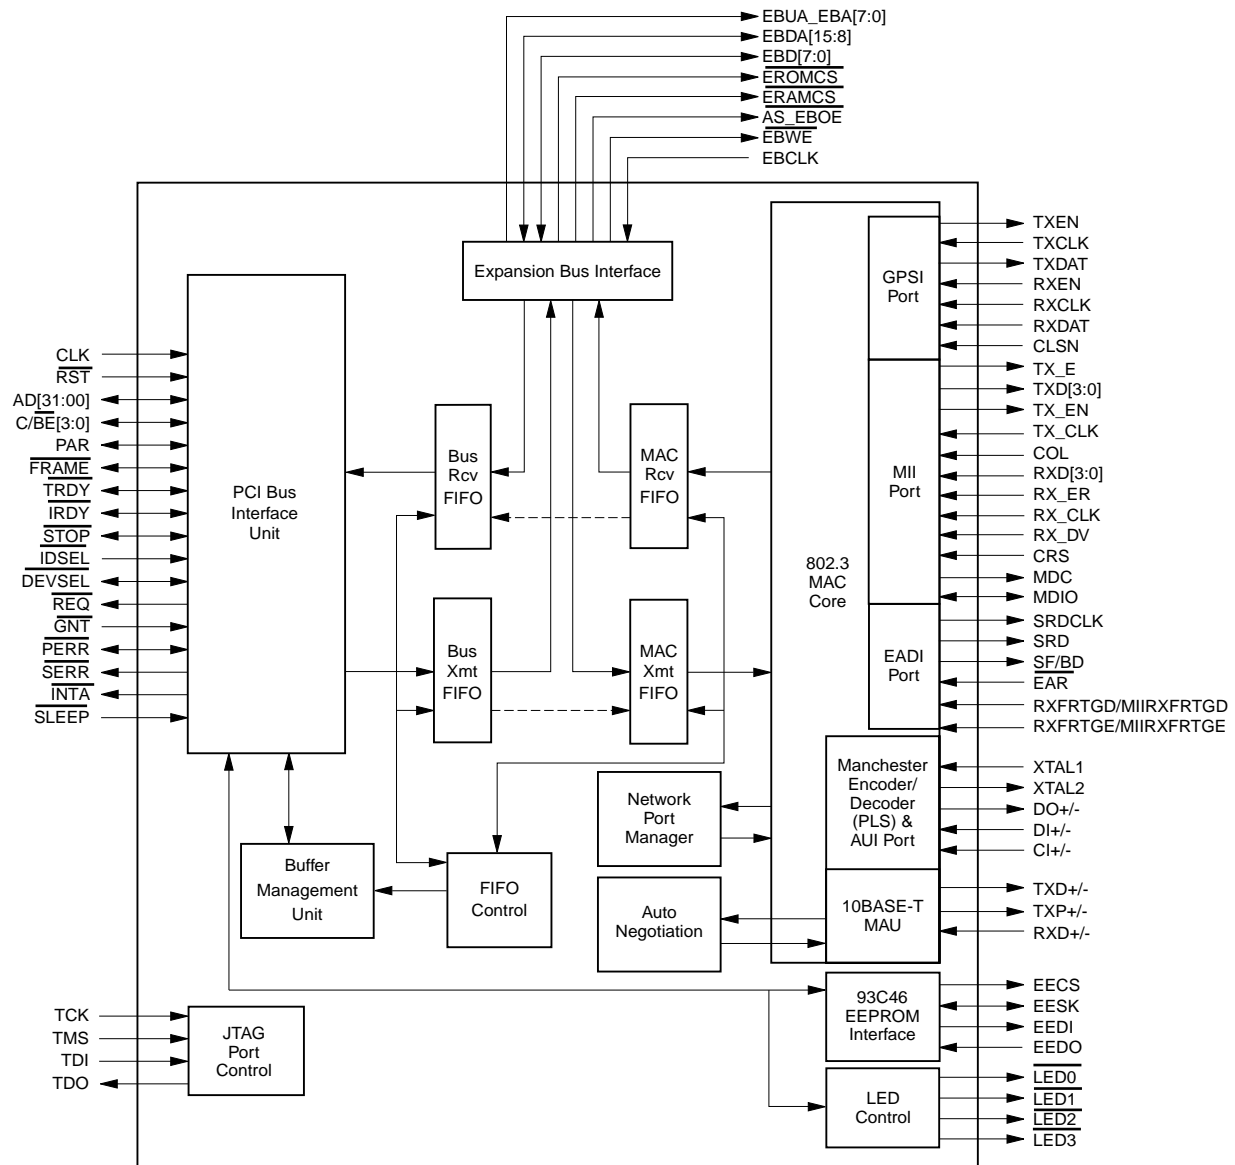 EBUA_EBA[7:0]
EBDA[15:8]
EBD[7:0]
EROMCS
ERAMCS
AS_EBOE
EBWE
EBCLK
Expansion Bus Interface
CLK
RST
AD[31:00]
C/BE[3:0]
PAR
FRAME
TRDY
IRDY
STOP
IDSEL
DEVSEL
REQ
GNT
PERR
SERR
INTA
SLEEP
PCI Bus
Interface
Unit
Bus
Rcv
FIFO
MAC
Rcv
FIFO
Bus
Xmt
FIFO
MAC
Xmt
FIFO
802.3
MAC
Core
GPSI
Port
TXEN
TXCLK
TXDAT
RXEN
RXCLK
RXDAT
CLSN
MII
Port
TX_E
TXD[3:0]
TX_EN
TX_CLK
COL
RXD[3:0]
RX_ER
RX_CLK
RX_DV
CRS
MDC
MDIO
EADI
Port
SRDCLK
SRD
SF/BD
EAR
RXFRTGD/MIIRXFRTGD
RXFRTGE/MIIRXFRTGE
Manchester
Encoder/
Decoder
(PLS) &
AUI Port
XTAL1
XTAL2
DO+/-
DI+/-
CI+/-
10BASE-T
MAU
TXD+/-
TXP+/-
RXD+/-
Network
Port
Manager
Auto
Negotiation
Buffer
Management
Unit
FIFO
Control
93C46
EEPROM
Interface
EECS
EESK
EEDI
EEDO
LED
Control
LED0
LED1
LED2
LED3
TCK
TMS
TDI
TDO
JTAG
Port
Control